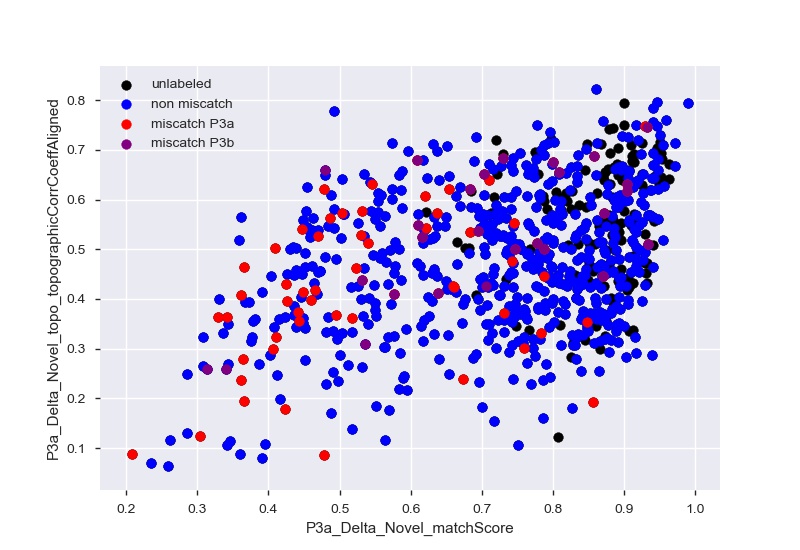 unlabeled
non miscatch
miscatch P3a
miscatch P3b
P3a_Delta_Novel_topo_topographicCorrCoeffAligned
0.8
0.7
0.6
0.5
0.4
0.3
0.2
0.1
0.2 0.3 0.4 0.5 0.6 0.7 0.8 0.9 1.0
P3a_Delta_Novel_matchScore